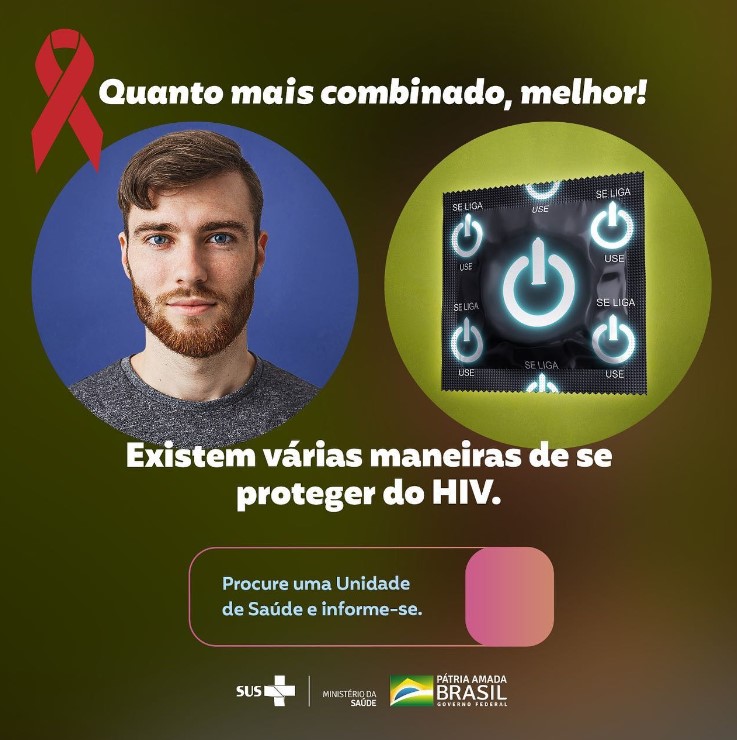 Quanto mais combinado, melhor!
USE
SE LIGA
USE
SE LIGA
USE
SE LIGA
USE
SE LIGA
USE
SE LIGA
Existem várias maneiras de se
proteger do HIV.
Procure uma Unidade
de Saúde e informe-se.
SUS
MINISTÉRIO DA
SAÚDE
PÁTRIA AMADA
BRASIL
GOVERNO FEDERAL